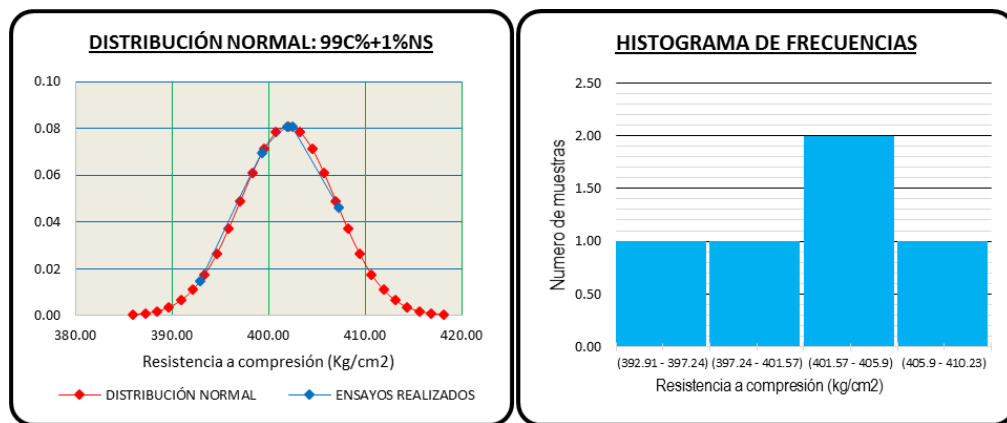 DISTRIBUCIÓN NORMAL: 99C%+1%NS
0.10
0.08
0.06
0.04
0.02
0.00
380.00 390.00 400.00 410.00 420.00
Resistencia a compresión (Kg/cm2)
DISTRIBUCIÓN NORMAL ENSAYOS REALIZADOS
HISTOGRAMA DE FRECUENCIAS
Numero de muestras
2.50
2.00
1.50
1.00
0.50
0.00
(392.91 - 397.24) (397.24 - 401.57) (401.57 - 405.9) (405.9 - 410.23)
Resistencia a compresión (kg/cm2)